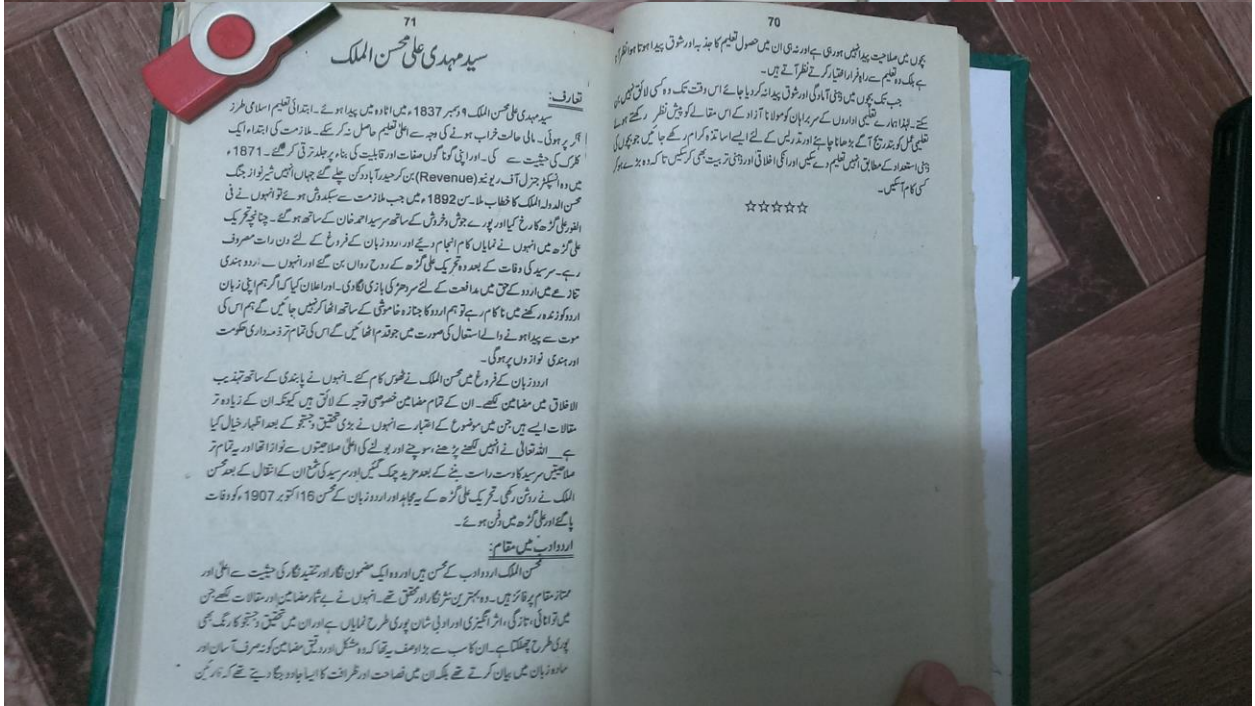 70
بچوں میں صلاحیت پیدا نہیں ہو رہی ہے اور نہ ہی ان میں حصول تعلیم کا جذبہ اور شوق پیدا ہوتا ہوا نظر آتا
ہے بلکہ وہ تعلیم سے راہ فرار اختیار کرتے نظر آتے ہیں۔
جب تک بچوں میں ذہنی آمادگی اور شوق پیدا نہ کر دیا جائے اس وقت تک وہ کسی لائق نہیں بن
سکتے۔ لہٰذا ہمارے تعلیمی اداروں کے سربراہان کو مولانا آزاد کے اس مقالے کو پیش نظر رکھتے ہوئے
تعلیمی عمل کو بتدریج آگے بڑھانا چاہئے اور تدریس کے لئے ایسے اساتذہ کرام رکھے جائیں جو بچوں کی
ذہنی استعداد کے مطابق انہیں تعلیم دے سکیں اور انکی اخلاقی اور ذہنی تربیت بھی کر سکیں تاکہ وہ بڑے ہو کر
کسی کام آسکیں۔
☆☆☆☆☆
71
سید مہدی علی محسن الملک
تعارف:
سید مہدی علی محسن الملک ۹ دسمبر 1837ء میں اٹاوہ میں پیدا ہوئے۔ ابتدائی تعلیم اسلامی طرز
پر ہوئی۔ مالی حالت خراب ہونے کی وجہ سے اعلیٰ تعلیم حاصل نہ کر سکے۔ ملازمت کی ابتداء ایک
کلرک کی حیثیت سے کی۔ اور اپنی گوناگوں صفات اور قابلیت کی بناء پر جلد ترقی کر گئے۔ 1871ء
میں وہ انسپکٹر جنرل آف ریونیو (Revenue) بن کر حیدر آباد دکن چلے گئے جہاں انہیں شیر نواز جنگ
محسن الدولہ الملک کا خطاب ملا۔ سن 1892ء میں جب ملازمت سے سبکدوش ہوئے تو انہوں نے فی
الفور علی گڑھ کا رخ کیا اور پورے جوش و خروش کے ساتھ سرسید احمد خان کے ساتھ ہو گئے۔ چنانچہ تحریک
علی گڑھ میں انہوں نے نمایاں کام انجام دیئے اور اردو زبان کے فروغ کے لئے دن رات مصروف
رہے۔ سرسید کی وفات کے بعد وہ تحریک علی گڑھ کے روح رواں بن گئے اور انہوں نے اردو ہندی
تنازعے میں اردو کے حق میں مدافعت کے لئے سر دھڑ کی بازی لگا دی۔ اور اعلان کیا کہ اگر ہم اپنی زبان
اردو کو زندہ رکھنے میں ناکام رہے تو ہم اردو کا جنازہ خاموشی کے ساتھ اٹھا کر نہیں جائیں گے ہم اس کی
موت سے پیدا ہونے والے اشتعال کی صورت میں جو قدم اٹھائیں گے اس کی تمام تر ذمہ داری حکومت
اور ہندی نوازوں پر ہوگی۔
اردو زبان کے فروغ میں محسن الملک نے ٹھوس کام کئے۔ انہوں نے پابندی کے ساتھ تہذیب
الاخلاق میں مضامین لکھے۔ ان کے تمام مضامین خصوصی توجہ کے لائق ہیں کیونکہ ان کے زیادہ تر
مقالات ایسے ہیں جن میں موضوع کے اعتبار سے انہوں نے بڑی تحقیق و جستجو کے بعد اظہار خیال کیا
ہے__اللہ تعالیٰ نے انہیں لکھنے پڑھنے، سوچنے اور بولنے کی اعلیٰ صلاحیتوں سے نوازا تھا اور یہ تمام تر
صلاحیتیں سرسید کا دست راست بننے کے بعد مزید چمک گئیں اور سرسید کی شمع ان کے انتقال کے بعد محسن
الملک نے روشن رکھی۔ تحریک علی گڑھ کے یہ مجاہد اور اردو زبان کے محسن 16 اکتوبر 1907ء کو وفات
پا گئے اور علی گڑھ میں دفن ہوئے۔
اردو ادب میں مقام:
محسن الملک اردو ادب کے محسن ہیں اور وہ ایک مضمون نگار اور تنقید نگار کی حیثیت سے اعلیٰ اور
ممتاز مقام پر فائز ہیں۔ وہ بہترین نثر نگار اور محقق تھے۔ انہوں نے بے شمار مضامین اور مقالات لکھے جن
میں توانائی، تازگی، اثر انگیزی اور ادبی شان پوری طرح نمایاں ہے اور ان میں تحقیق و جستجو کا رنگ بھی
پوری طرح جھلکتا ہے۔ ان کا سب سے بڑا وصف یہ تھا کہ وہ مشکل اور دقیق مضامین کو نہ صرف آسان اور
سادہ زبان میں بیان کرتے تھے بلکہ ان میں فصاحت اور ظرافت کا ایسا جادو جگا دیتے تھے کہ قارئین